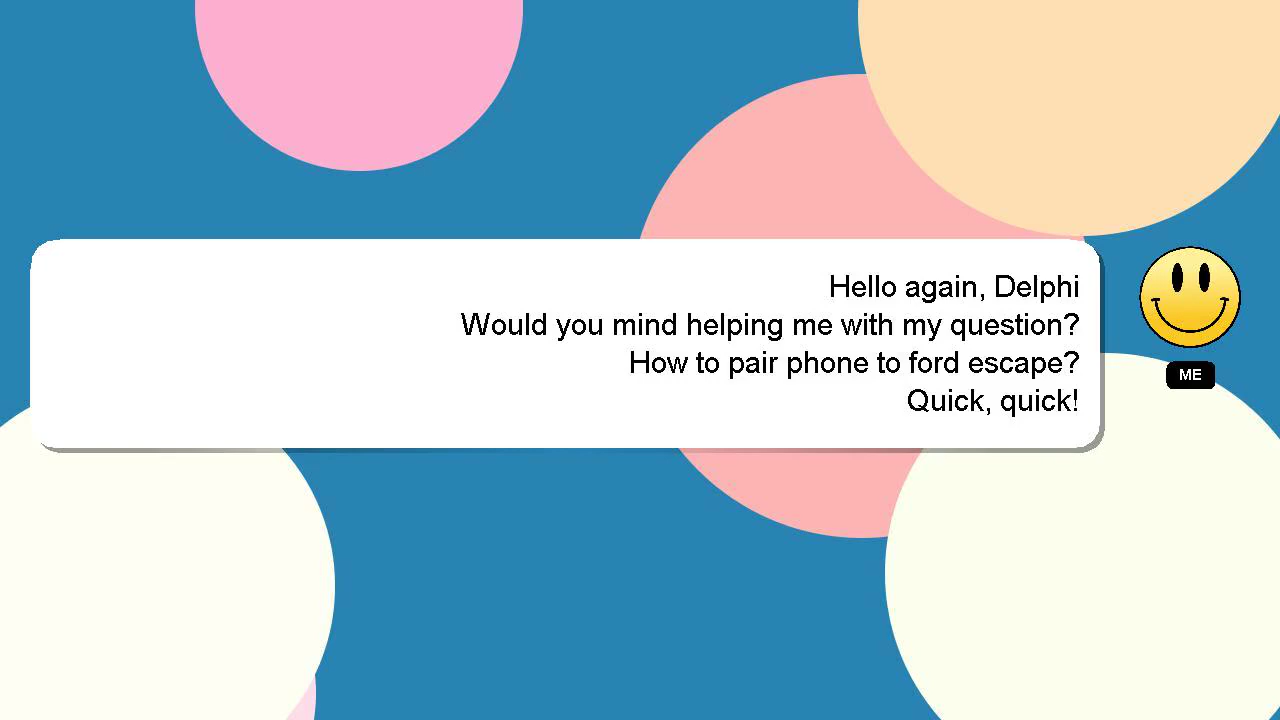 Hello again, Delphi
Would you mind helping me with my question?
How to pair phone to ford escape?
Quick, quick!
ME